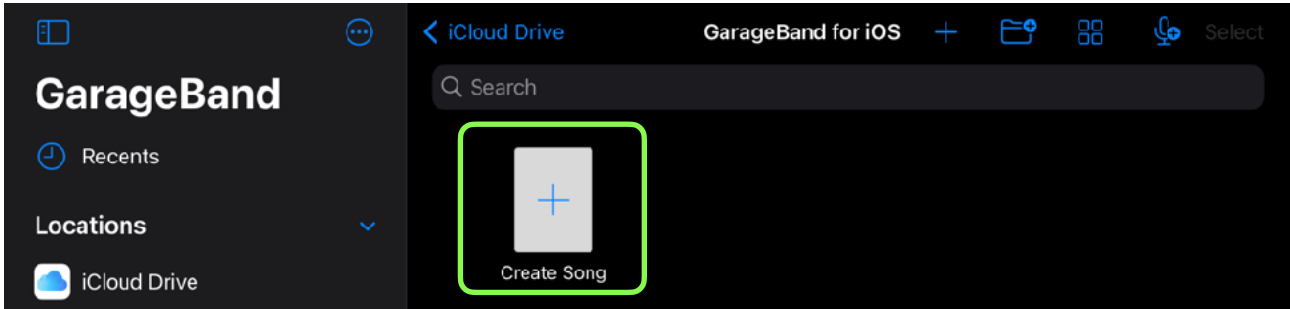 iCloud Drive
GarageBand for iOS
Select
GarageBand
Search
Recents
Locations
iCloud Drive
Create Song